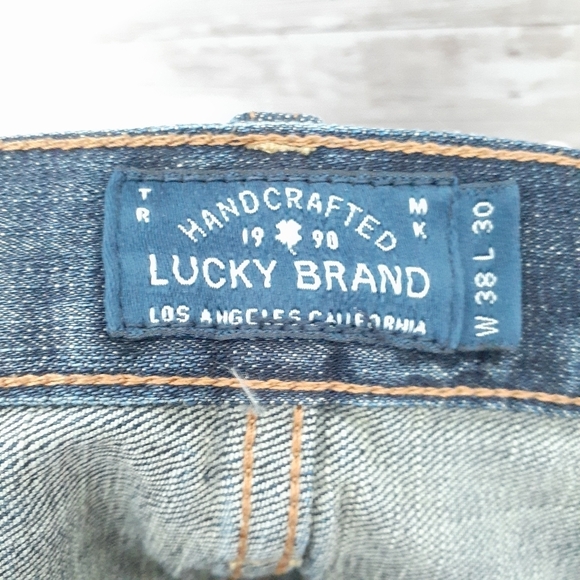 TR
HANDCRAFTED
MK
19 90
LUCKY BRAND
LOS ANGELES CALIFORNIA
W 38 L 30